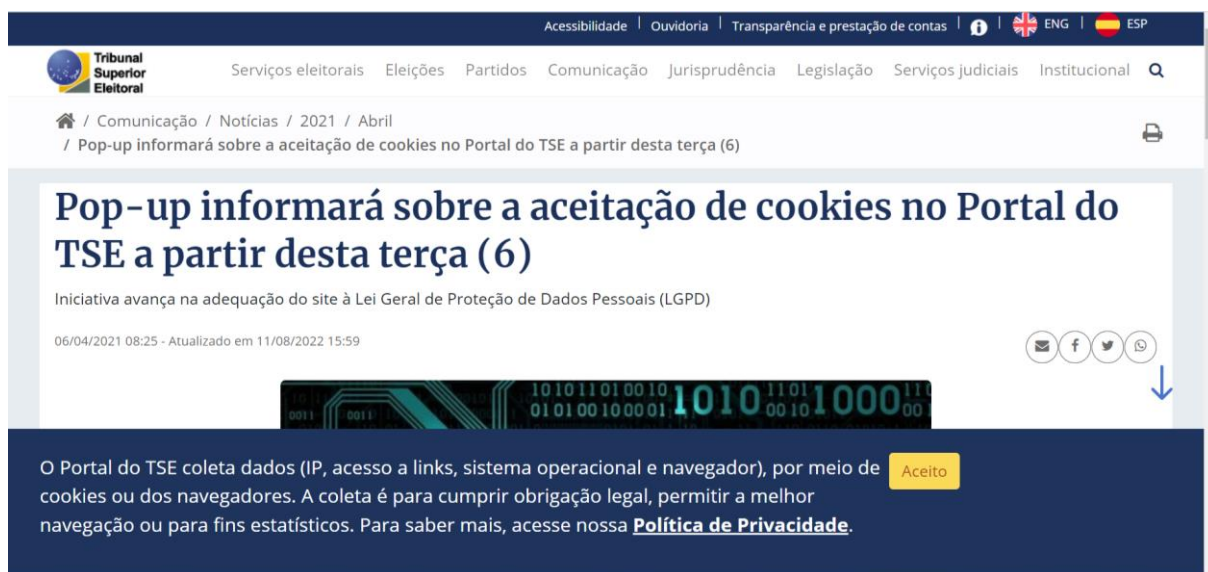 Acessibilidade | Ouvidoria | Transparência e prestação de contas | ENG | ESP
Tribunal
Superior
Eleitoral
Serviços eleitorais Eleições Partidos Comunicação Jurisprudência Legislação Serviços judiciais Institucional
/ Comunicação / Notícias / 2021 / Abril
/ Pop-up informará sobre a aceitação de cookies no Portal do TSE a partir desta terça (6)
Pop-up informará sobre a aceitação de cookies no Portal do
TSE a partir desta terça (6)
Iniciativa avança na adequação do site à Lei Geral de Proteção de Dados Pessoais (LGPD)
06/04/2021 08:25 - Atualizado em 11/08/2022 15:59
O Portal do TSE coleta dados (IP, acesso a links, sistema operacional e navegador), por meio de
cookies ou dos navegadores. A coleta é para cumprir obrigação legal, permitir a melhor
navegação ou para fins estatísticos. Para saber mais, acesse nossa Política de Privacidade.
Aceito